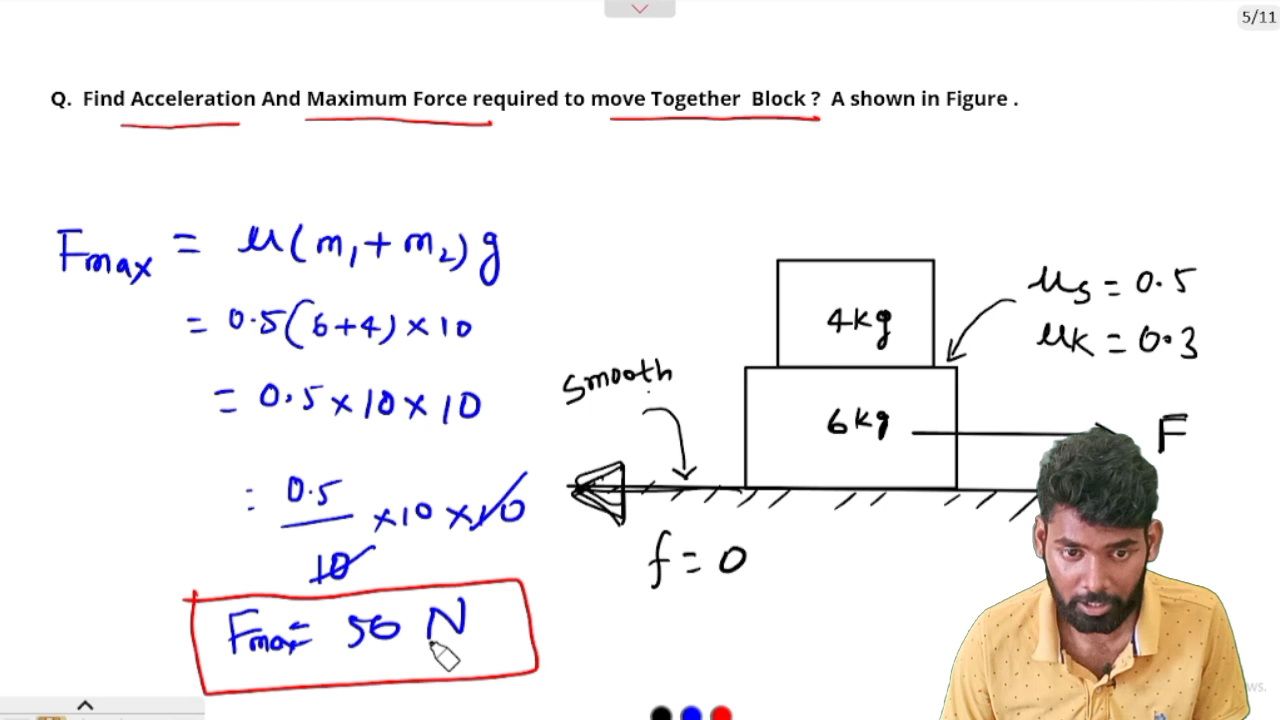 5/11
Q. Find Acceleration And Maximum Force required to move Together Block ? A shown in Figure .
Fmax = μ(m₁+m₂)g
= 0.5(6+4)×10
= 0.5×10×10
: 0.5/10 ×10×10
Fmax = 50 N
4kg
6kg
μs = 0.5
μK = 0.3
Smooth
F
f = 0